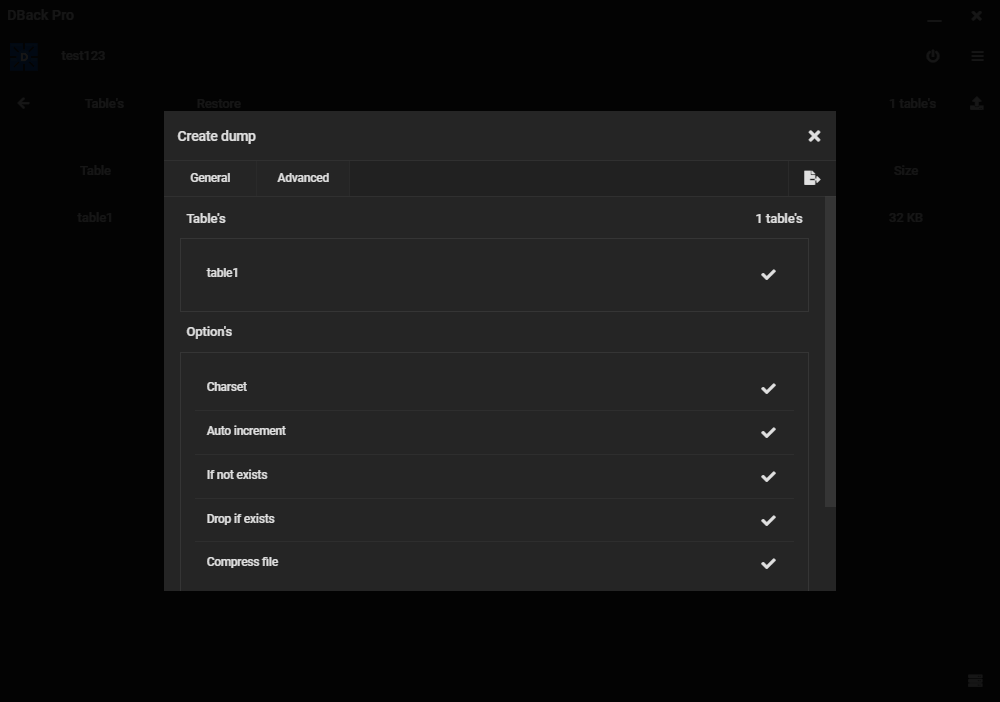 DBack Pro
D test123
Table's Restore 1 table's
Create dump
General Advanced
Table Size
Table's 1 table's
table1 32 KB
table1
Option's
Charset
Auto increment
If not exists
Drop if exists
Compress file